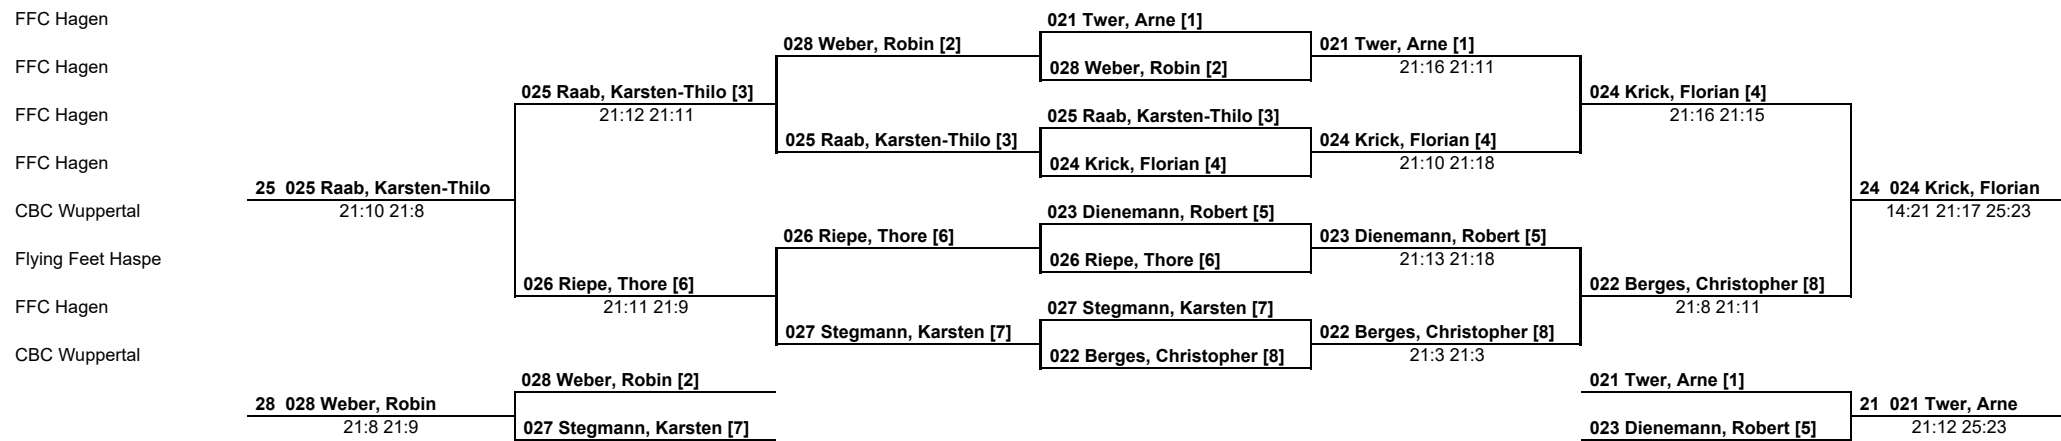 FFC Hagen
021 Twer, Arne [1]
028 Weber, Robin [2]
021 Twer, Arne [1]
FFC Hagen
028 Weber, Robin [2]
21:16 21:11
025 Raab, Karsten-Thilo [3]
024 Krick, Florian [4]
FFC Hagen
21:12 21:11
025 Raab, Karsten-Thilo [3]
21:16 21:15
025 Raab, Karsten-Thilo [3]
024 Krick, Florian [4]
FFC Hagen
024 Krick, Florian [4]
21:10 21:18
25 025 Raab, Karsten-Thilo
24 024 Krick, Florian
CBC Wuppertal
21:10 21:8
023 Dienemann, Robert [5]
14:21 21:17 25:23
026 Riepe, Thore [6]
023 Dienemann, Robert [5]
Flying Feet Haspe
026 Riepe, Thore [6]
21:13 21:18
026 Riepe, Thore [6]
022 Berges, Christopher [8]
FFC Hagen
21:11 21:9
027 Stegmann, Karsten [7]
21:8 21:11
027 Stegmann, Karsten [7]
022 Berges, Christopher [8]
CBC Wuppertal
022 Berges, Christopher [8]
21:3 21:3
028 Weber, Robin [2]
021 Twer, Arne [1]
28 028 Weber, Robin
21 021 Twer, Arne
21:8 21:9
027 Stegmann, Karsten [7]
023 Dienemann, Robert [5]
21:12 25:23